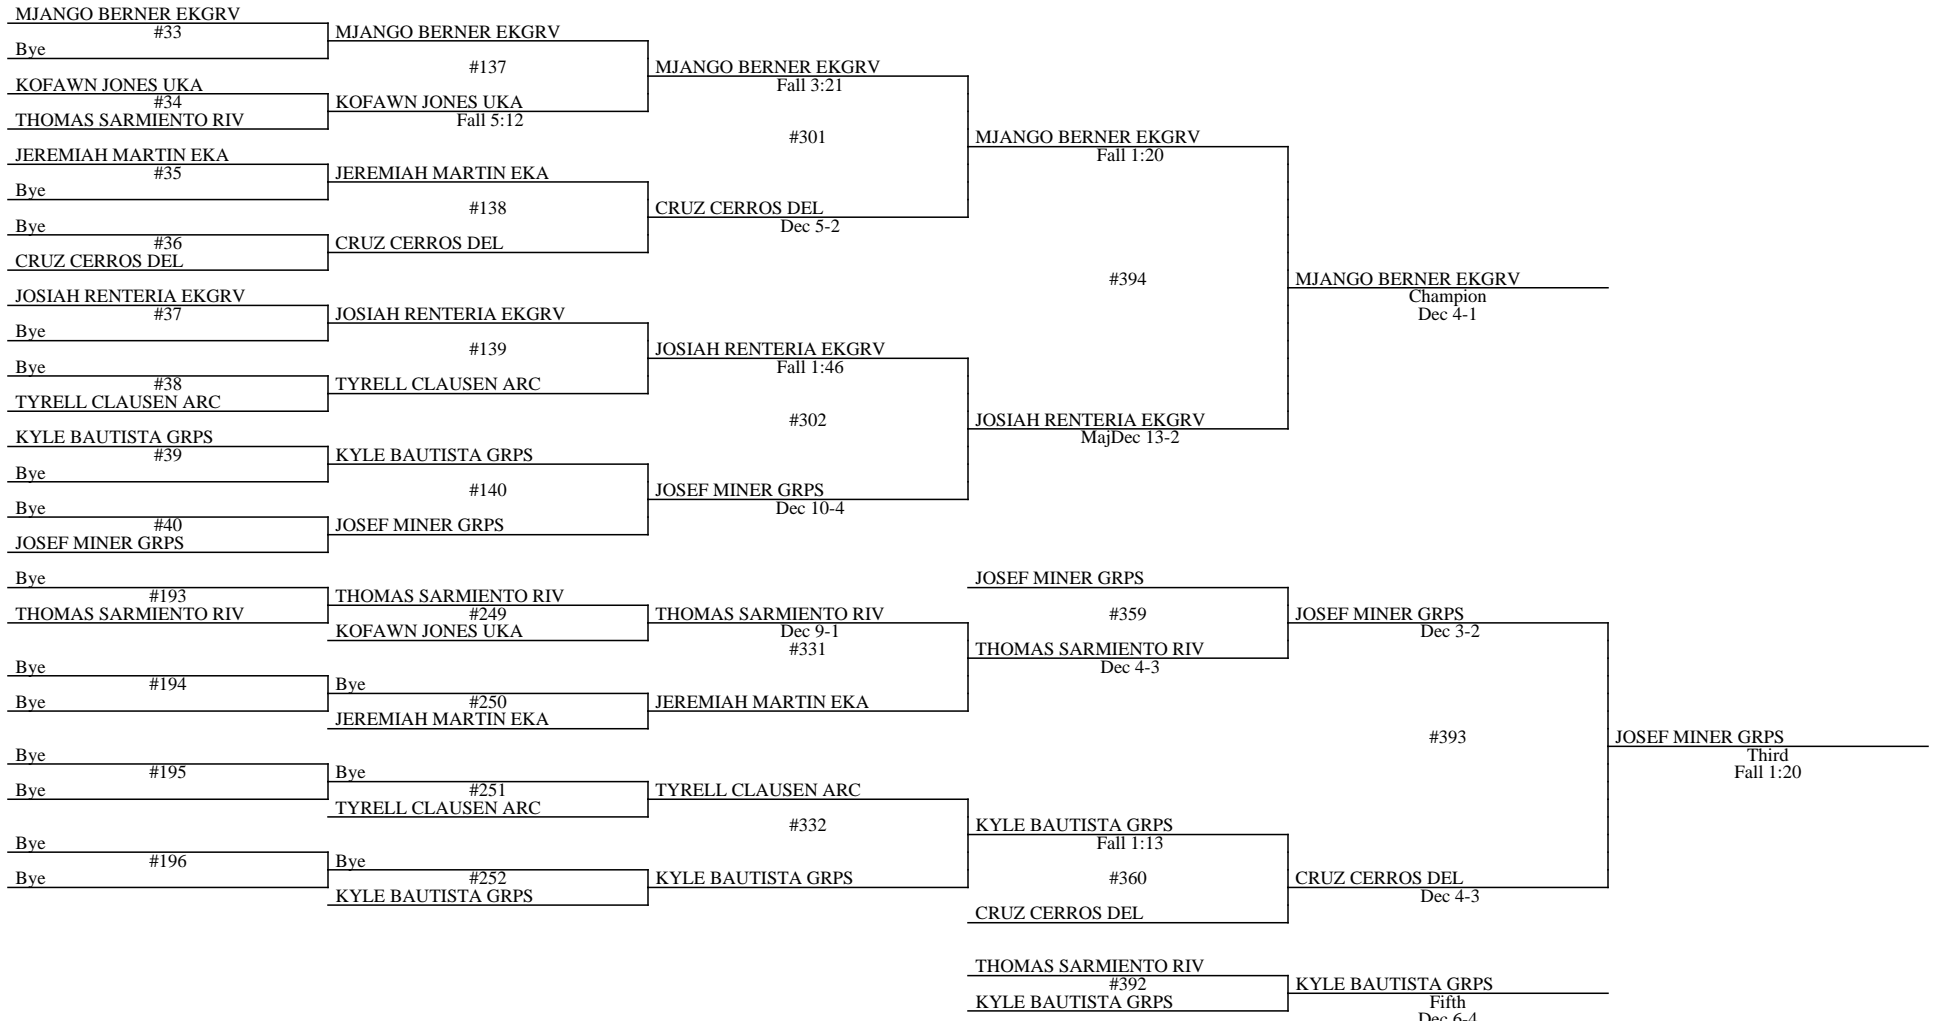 MJANGO BERNER EKGRV
#33
Bye
MJANGO BERNER EKGRV
#137
KOFAWN JONES UKA
#34
THOMAS SARMIENTO RIV
KOFAWN JONES UKA
Fall 5:12
MJANGO BERNER EKGRV
Fall 3:21
#301
JEREMIAH MARTIN EKA
#35
Bye
JEREMIAH MARTIN EKA
#138
Bye
#36
CRUZ CERROS DEL
CRUZ CERROS DEL
CRUZ CERROS DEL
Dec 5-2
MJANGO BERNER EKGRV
Fall 1:20
#394
MJANGO BERNER EKGRV
Champion
Dec 4-1
JOSIAH RENTERIA EKGRV
#37
Bye
JOSIAH RENTERIA EKGRV
#139
Bye
#38
TYRELL CLAUSEN ARC
TYRELL CLAUSEN ARC
JOSIAH RENTERIA EKGRV
Fall 1:46
#302
KYLE BAUTISTA GRPS
#39
Bye
KYLE BAUTISTA GRPS
#140
Bye
#40
JOSEF MINER GRPS
JOSEF MINER GRPS
JOSEF MINER GRPS
Dec 10-4
JOSIAH RENTERIA EKGRV
MajDec 13-2
Bye
#193
THOMAS SARMIENTO RIV
THOMAS SARMIENTO RIV
#249
KOFAWN JONES UKA
THOMAS SARMIENTO RIV
Dec 9-1
#331
Bye
#194
Bye
Bye
#250
JEREMIAH MARTIN EKA
JEREMIAH MARTIN EKA
JOSEF MINER GRPS
#359
THOMAS SARMIENTO RIV
Dec 4-3
JOSEF MINER GRPS
Dec 3-2
#393
JOSEF MINER GRPS
Third
Fall 1:20
Bye
#195
Bye
Bye
#251
TYRELL CLAUSEN ARC
TYRELL CLAUSEN ARC
#332
Bye
#196
Bye
Bye
#252
KYLE BAUTISTA GRPS
KYLE BAUTISTA GRPS
KYLE BAUTISTA GRPS
Fall 1:13
#360
CRUZ CERROS DEL
CRUZ CERROS DEL
Dec 4-3
THOMAS SARMIENTO RIV
#392
KYLE BAUTISTA GRPS
KYLE BAUTISTA GRPS
Fifth
Dec 6-4